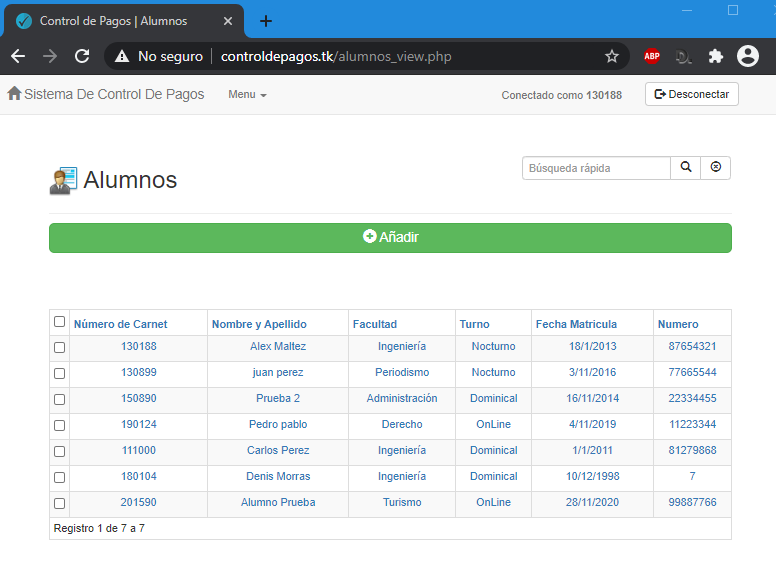 Control de Pagos | Alumnos
No seguro | controldepagos.tk/alumnos_view.php
ABP
Sistema De Control De Pagos Menu Conectado como 130188 Desconectar
Alumnos
Búsqueda rápida
Añadir
Número de Carnet Nombre y Apellido Facultad Turno Fecha Matricula Numero
130188 Alex Maltez Ingeniería Nocturno 18/1/2013 87654321
130899 juan perez Periodismo Nocturno 3/11/2016 77665544
150890 Prueba 2 Administración Dominical 16/11/2014 22334455
190124 Pedro pablo Derecho OnLine 4/11/2019 11223344
111000 Carlos Perez Ingeniería Dominical 1/1/2011 81279868
180104 Denis Morras Ingeniería Dominical 10/12/1998 7
201590 Alumno Prueba Turismo OnLine 28/11/2020 99887766
Registro 1 de 7 a 7